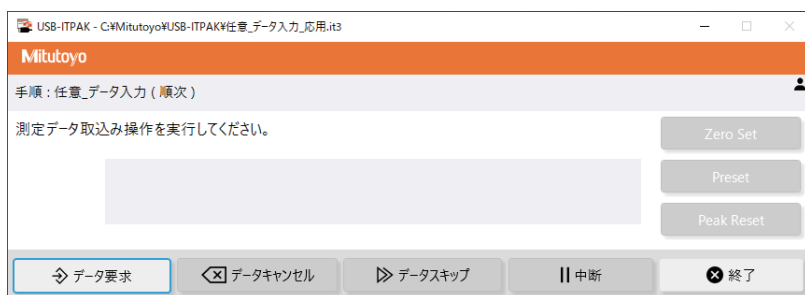 USB-ITPAK - C:¥Mitutoyo¥USB-ITPAK¥任意_データ入力_応用.it3
Mitutoyo
手順 : 任意_データ入力 ( 順次 )
測定データ取込み操作を実行してください。
Zero Set
Preset
Peak Reset
データ要求
データキャンセル
データスキップ
中断
終了